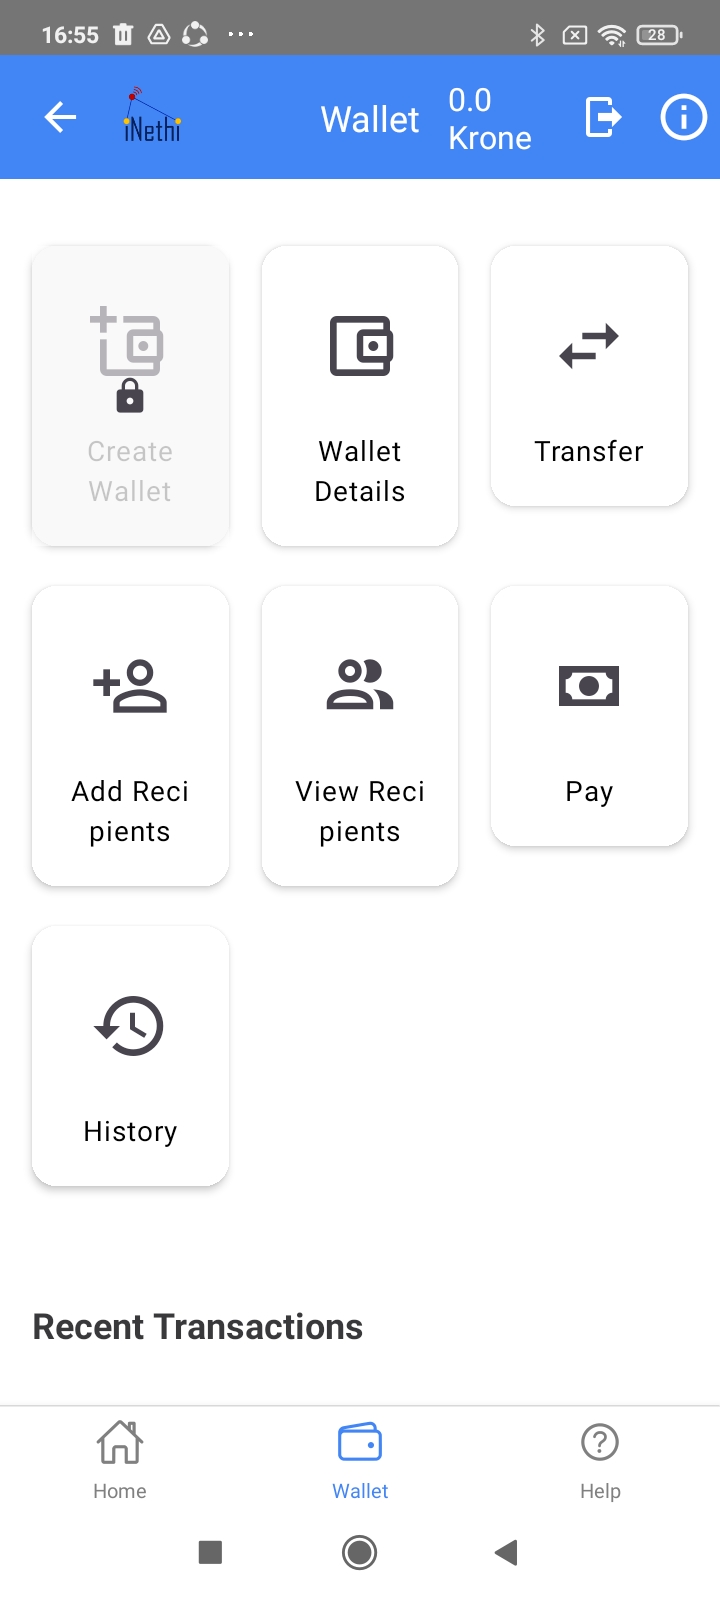 16:55
28
iNethi
Wallet
0.0
Krone
Create
Wallet
Wallet
Details
Transfer
Add Reci
pients
View Reci
pients
Pay
History
Recent Transactions
Home
Wallet
Help